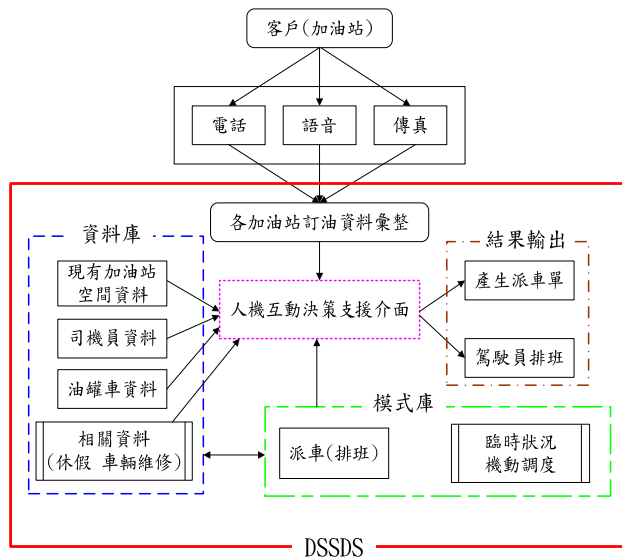 客戶(加油站)
電話
語音
傳真
各加油站訂油資料彙整
資料庫
現有加油站
空間資料
司機員資料
油罐車資料
相關資料
(休假 車輛維修)
人機互動決策支援介面
結果輸出
產生派車單
駕駛員排班
模式庫
派車(排班)
臨時狀況
機動調度
DSSDS